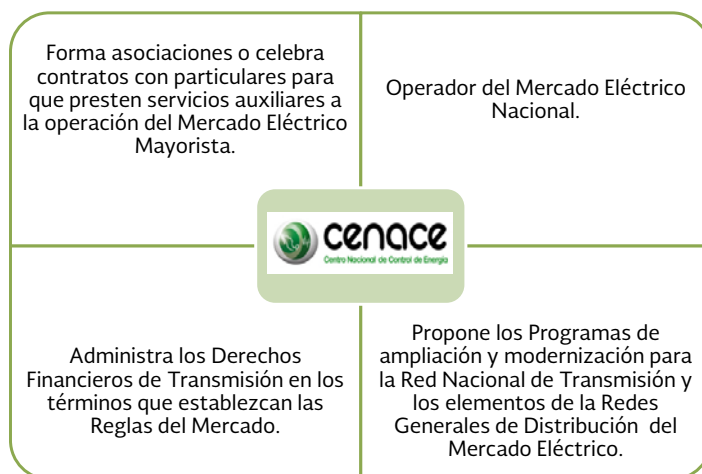 Forma asociaciones o celebra
contratos con particulares para
que presten servicios auxiliares a
la operación del Mercado Eléctrico
Mayorista.
Operador del Mercado Eléctrico
Nacional.
cenace
Centro Nacional de Control de Energía
Administra los Derechos
Financieros de Transmisión en los
términos que establezcan las
Reglas del Mercado.
Propone los Programas de
ampliación y modernización para
la Red Nacional de Transmisión y
los elementos de la Redes
Generales de Distribución del
Mercado Eléctrico.